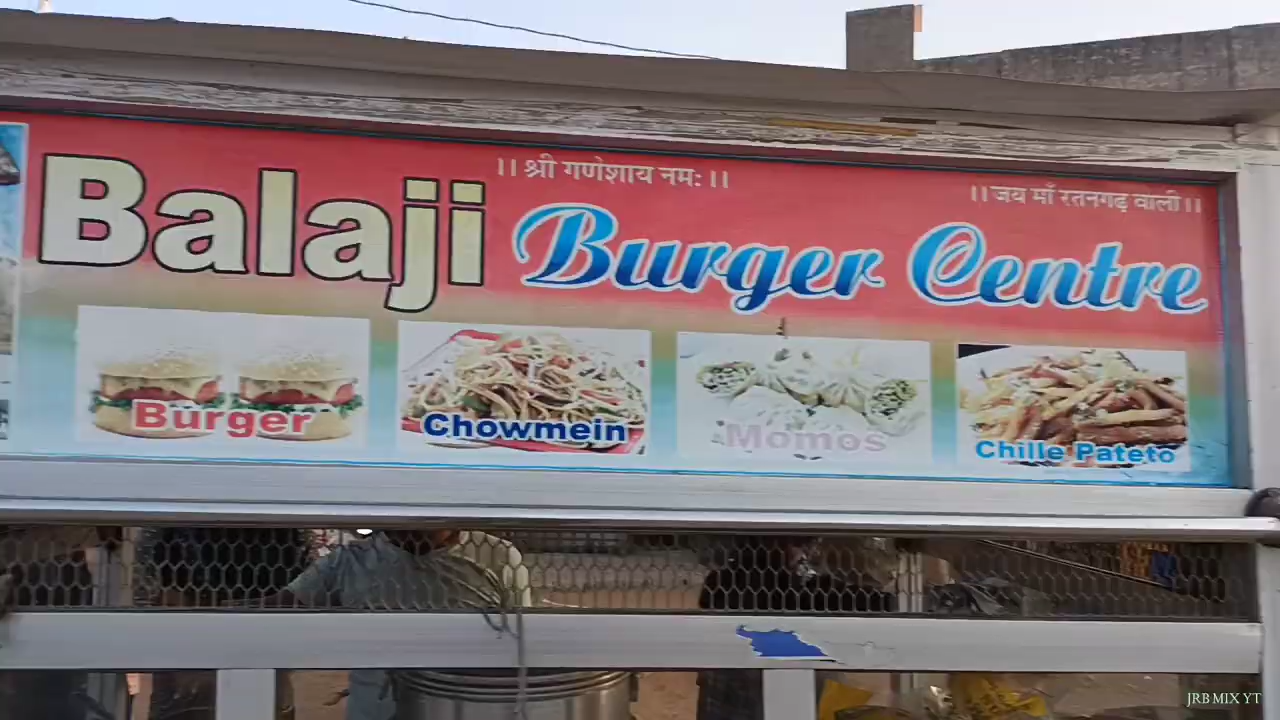 ।। श्री गणेशाय नमः ।।
।। जय माँ रतनगढ़ वाली ।।
Balaji Burger Centre
Burger
Chowmein
Momos
Chille Pateto
JRB MIX YT